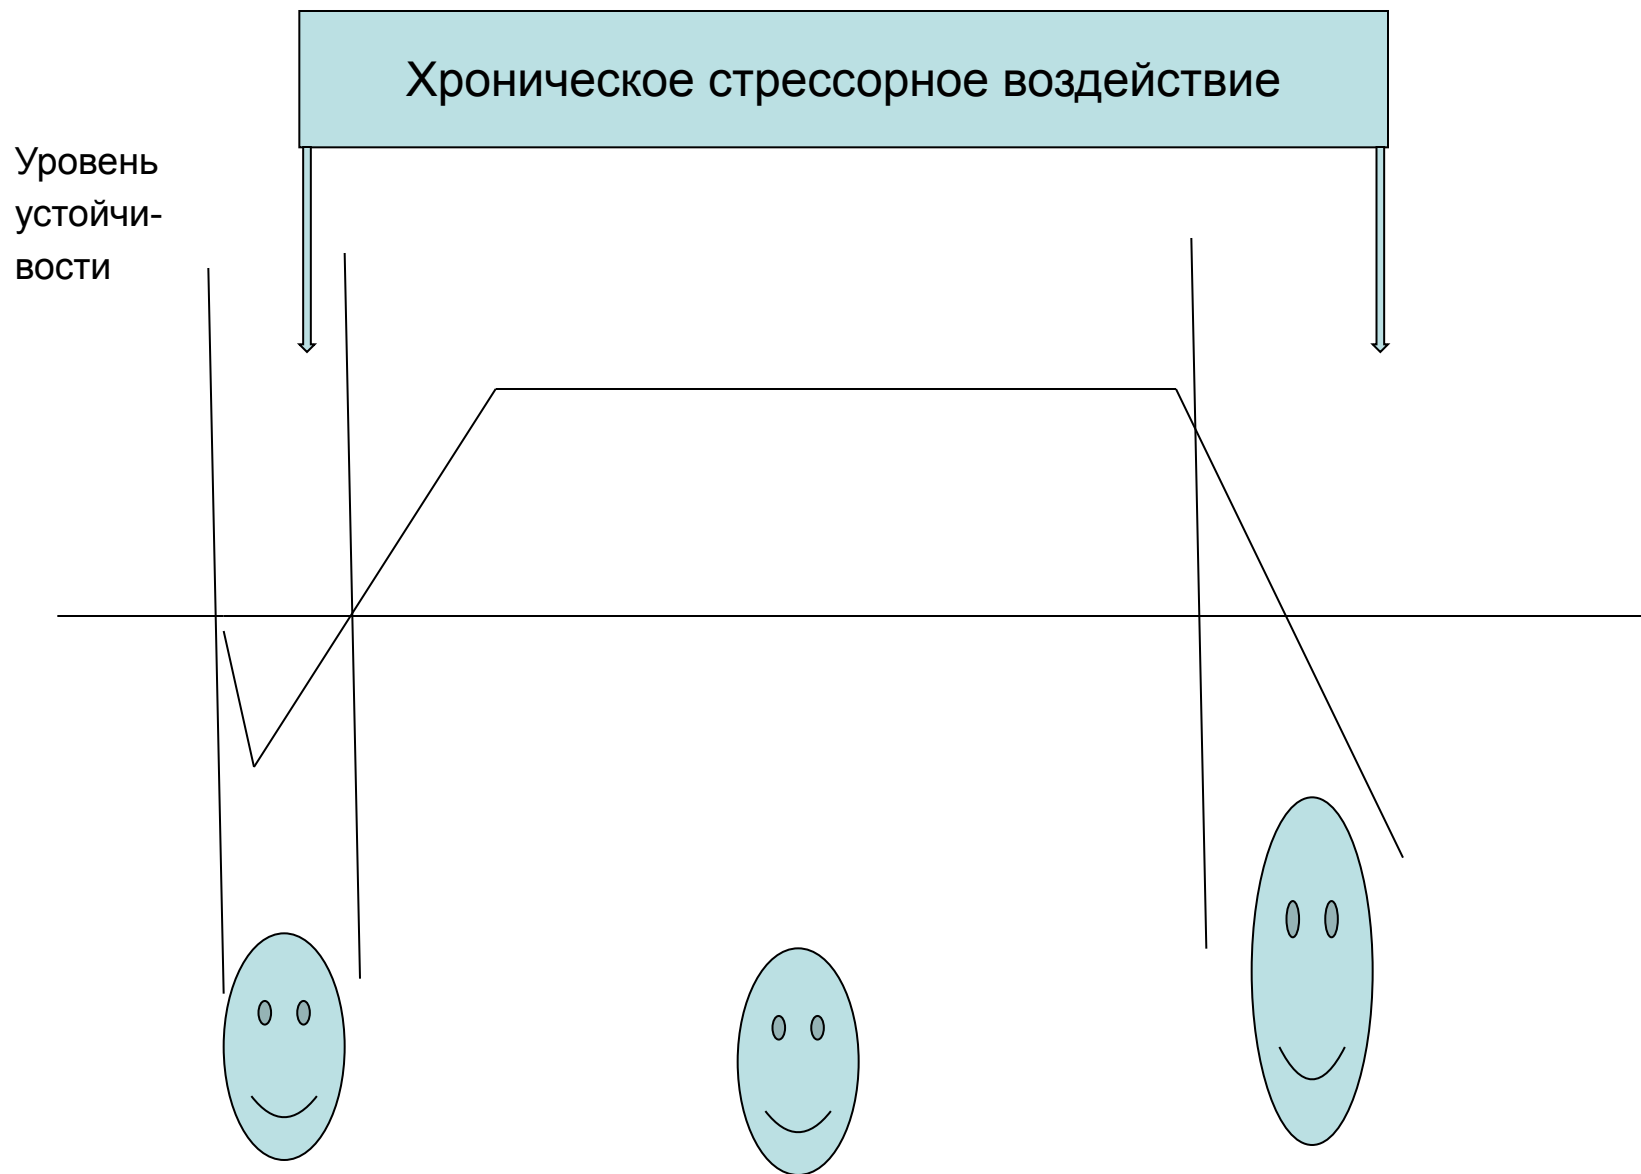 Хроническое стрессорное воздействие
Уровень
устойчи-
вости